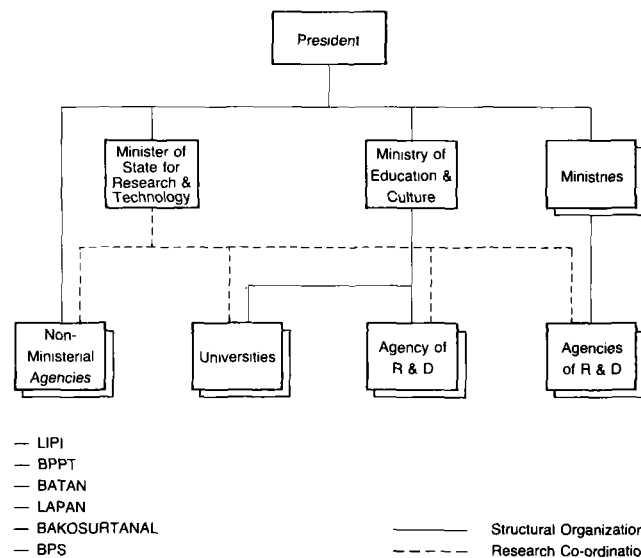 President
Minister of
State for
Research &
Technology
Ministry of
Education &
Culture
Ministries
Non-
Ministerial
Agencies
Universities
Agency of
R & D
Agencies
of R & D
— LIPI
— BPPT
— BATAN
— LAPAN
— BAKOSURTANAL
— BPS
Structural Organization
Research Co-ordinatio